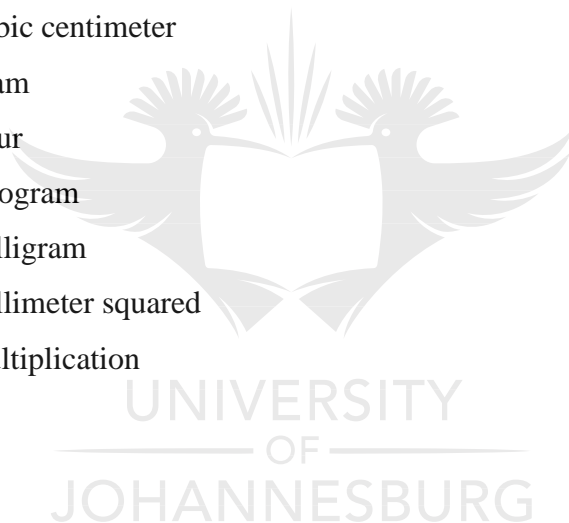 bic centimeter
am
ur
ogram
lligram
llimeter squared
ltiplication
UNIVERSITY
OF
JOHANNESBURG